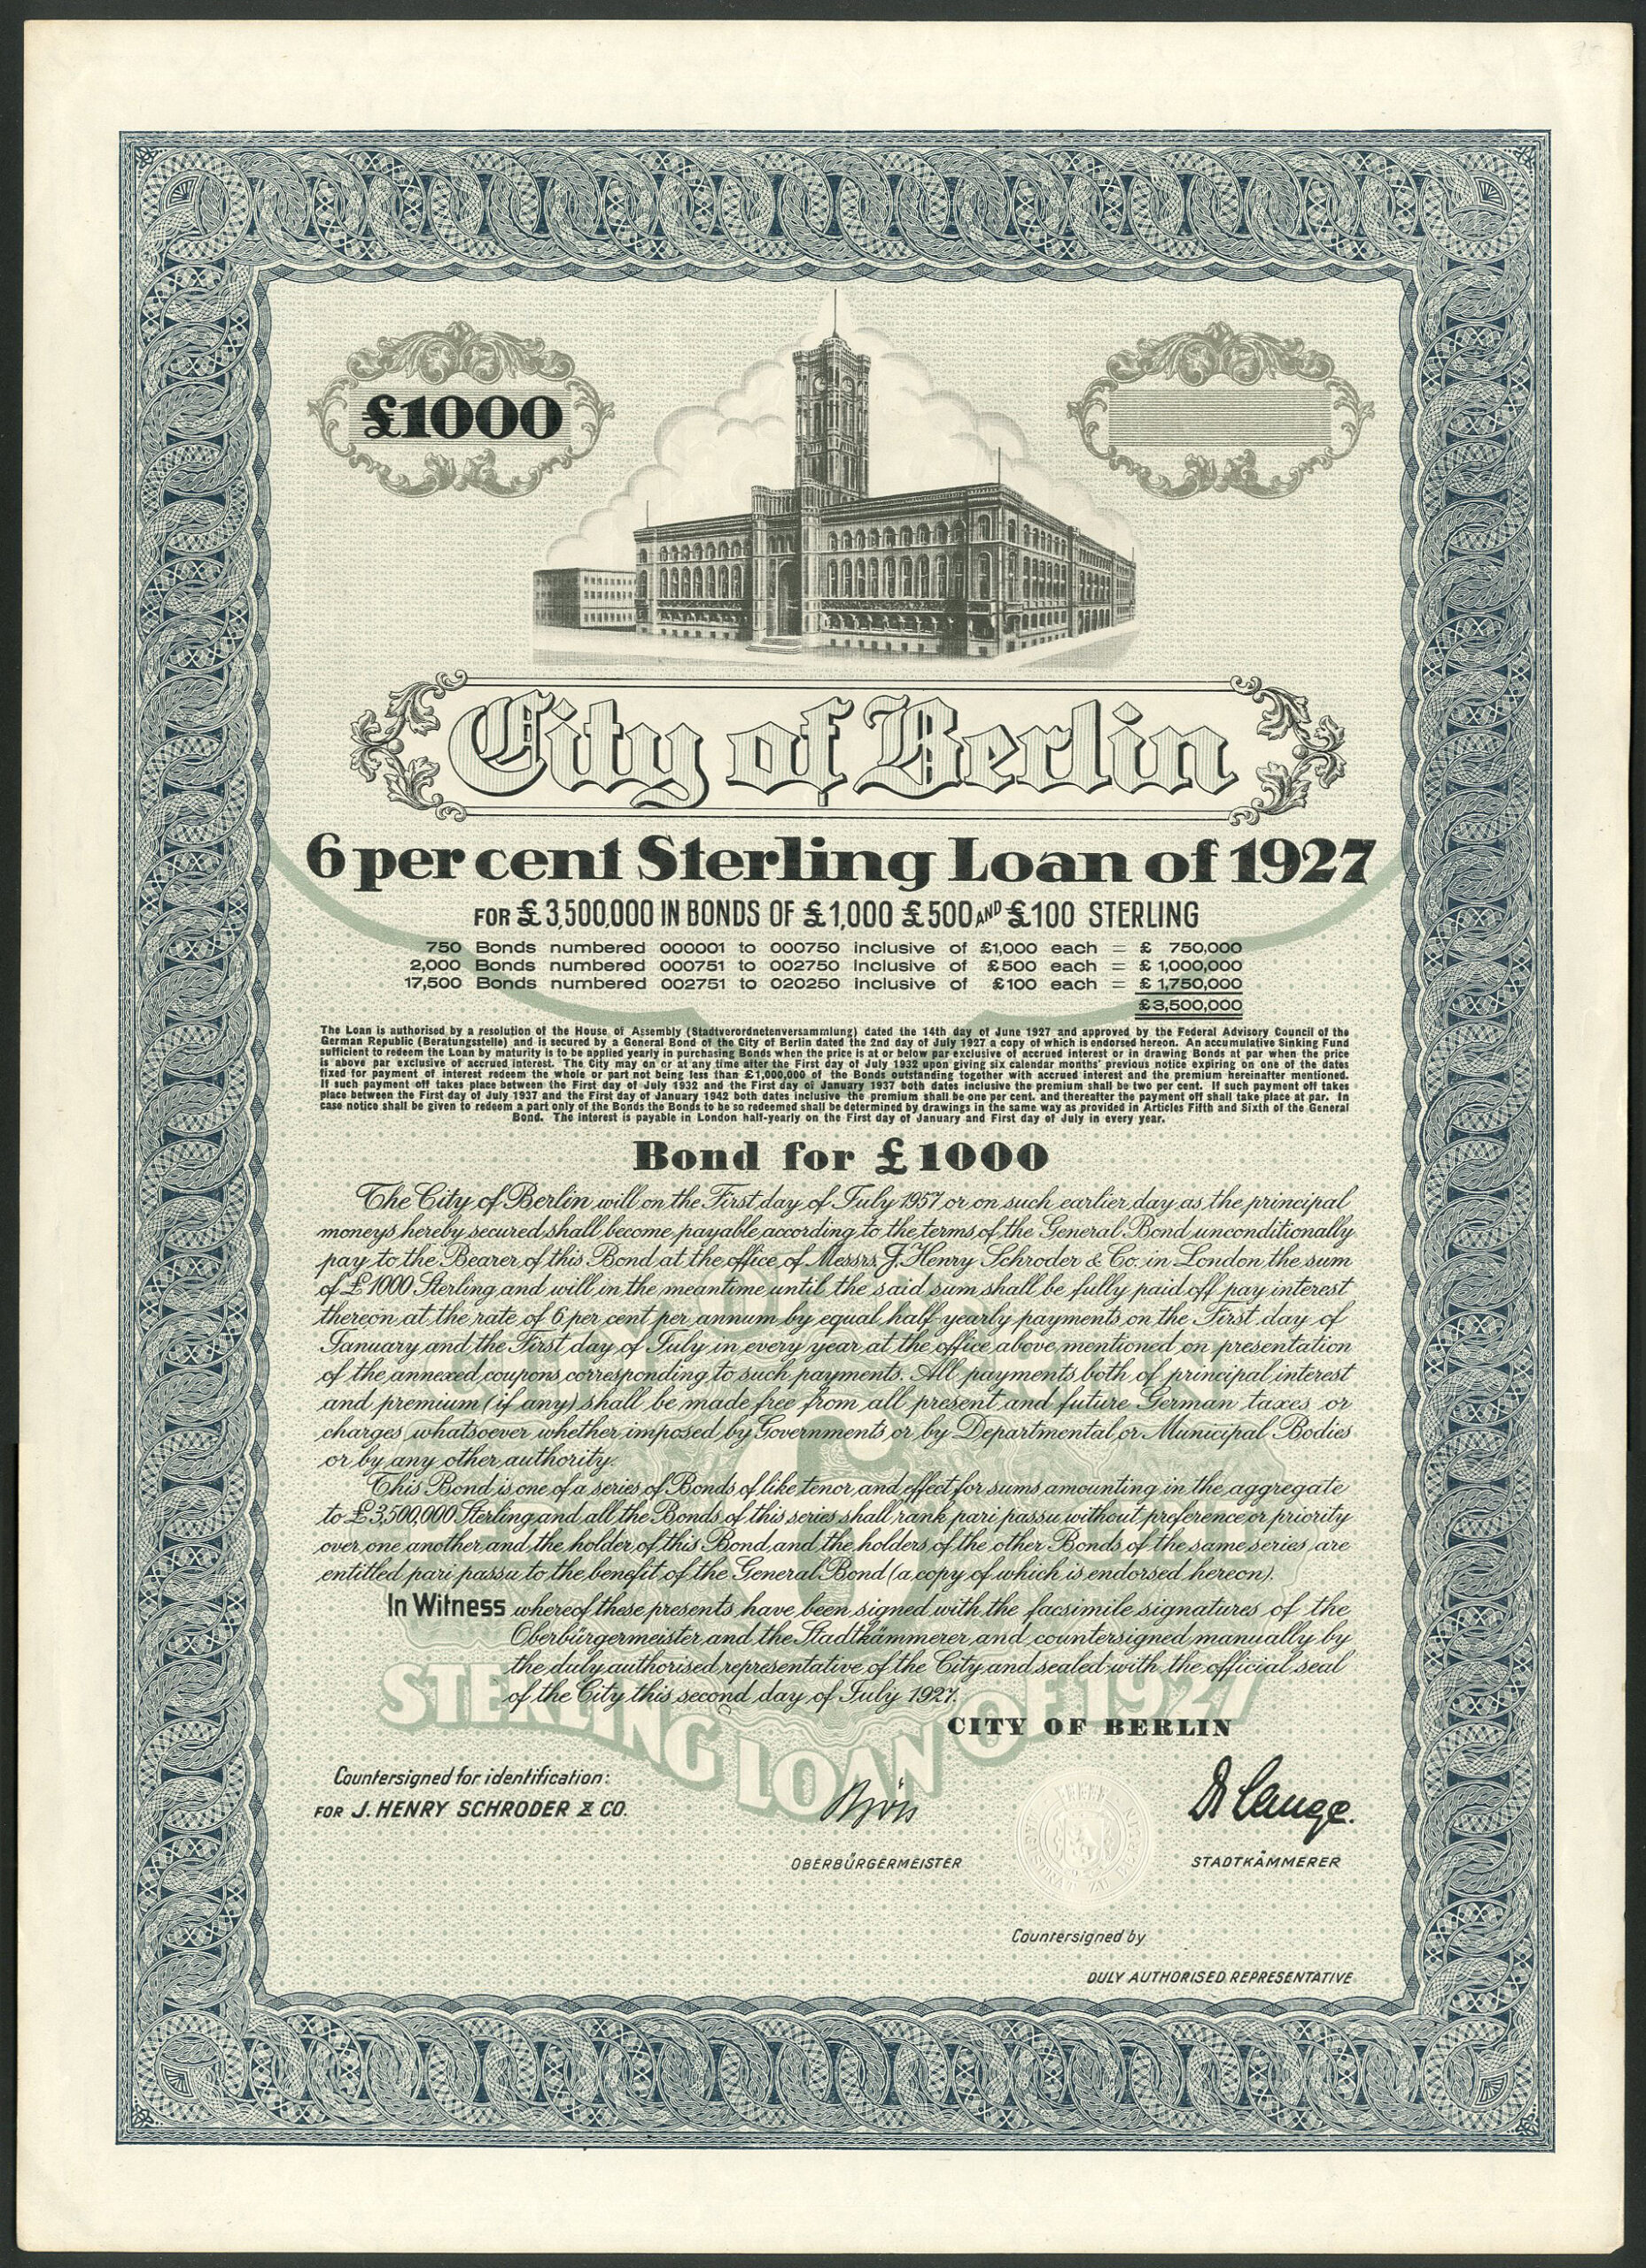 £1000
City of Berlin
6 per cent Sterling Loan of 1927
FOR £3,500,000 IN BONDS OF £1,000 £500 AND £100 STERLING
750 Bonds numbered 000001 to 000750 inclusive of £1,000 each = £ 750,000
2,000 Bonds numbered 000751 to 002750 inclusive of £500 each = £ 1,000,000
17,500 Bonds numbered 002751 to 020250 inclusive of £100 each = £ 1,750,000
£3,500,000
The Loan is authorised by a resolution of the House of Assembly (Stadtverordnetenversammlung) dated the 14th day of June 1927 and approved by the Federal Advisory Council of the
German Republic (Beratungsstelle) and is secured by a General Bond of the City of Berlin dated the 2nd day of July 1927 a copy of which is endorsed hereon. An accumulative Sinking Fund
sufficient to redeem the Loan by maturity is to be applied yearly in purchasing Bonds when the price is at or below par exclusive of accrued interest or in drawing Bonds at par when the price
is above par exclusive of accrued interest. The City may on or at any time after the First day of July 1932 upon giving six calendar months' previous notice expiring on one of the dates
fixed for payment of interest redeem the whole or part not being less than £1,000,000 of the Bonds outstanding together with accrued interest and the premium hereinafter mentioned.
If such payment off takes place between the First day of July 1932 and the First day of January 1937 both dates inclusive the premium shall be two per cent. If such payment off takes
place between the First day of July 1937 and the First day of January 1942 both dates inclusive the premium shall be one per cent. and thereafter the payment off shall take place at par. In
case notice shall be given to redeem a part only of the Bonds the Bonds to be so redeemed shall be determined by drawings in the same way as provided in Articles Fifth and Sixth of the General
Bond. The interest is payable in London half-yearly on the First day of January and First day of July in every year.
Bond for £1000
The City of Berlin will on the First day of July 1957 or on such earlier day as the principal
moneys hereby secured shall become payable according to the terms of the General Bond unconditionally
pay to the Bearer of this Bond at the office of Messrs. J. Henry Schroder & Co. in London the sum
of £1000 Sterling and will in the meantime until the said sum shall be fully paid off pay interest
thereon at the rate of 6 per cent per annum by equal half-yearly payments on the First day of
January and the First day of July in every year at the office above mentioned on presentation
of the annexed coupons corresponding to such payments. All payments both of principal interest
and premium (if any) shall be made free from all present and future German taxes or
charges whatsoever whether imposed by Governments or by Departmental or Municipal Bodies
or by any other authority.
This Bond is one of a series of Bonds of like tenor and effect for sums amounting in the aggregate
to £3,500,000 Sterling and all the Bonds of this series shall rank pari passu without preference or priority
over one another and the holder of this Bond and the holders of the other Bonds of the same series are
entitled pari passu to the benefit of the General Bond (a copy of which is endorsed hereon).
In Witness whereof these presents have been signed with the facsimile signatures of the
Oberbürgermeister and the Stadtkämmerer and countersigned manually by
the duly authorised representative of the City and sealed with the official seal
of the City this second day of July 1927.
CITY OF BERLIN
6
PER CENT
STERLING LOAN OF 1927
CITY OF BERLIN
Countersigned for identification:
FOR J. HENRY SCHRODER & CO.
Böss
Dr Lange.
OBERBÜRGERMEISTER
STADTKÄMMERER
Countersigned by
DULY AUTHORISED REPRESENTATIVE